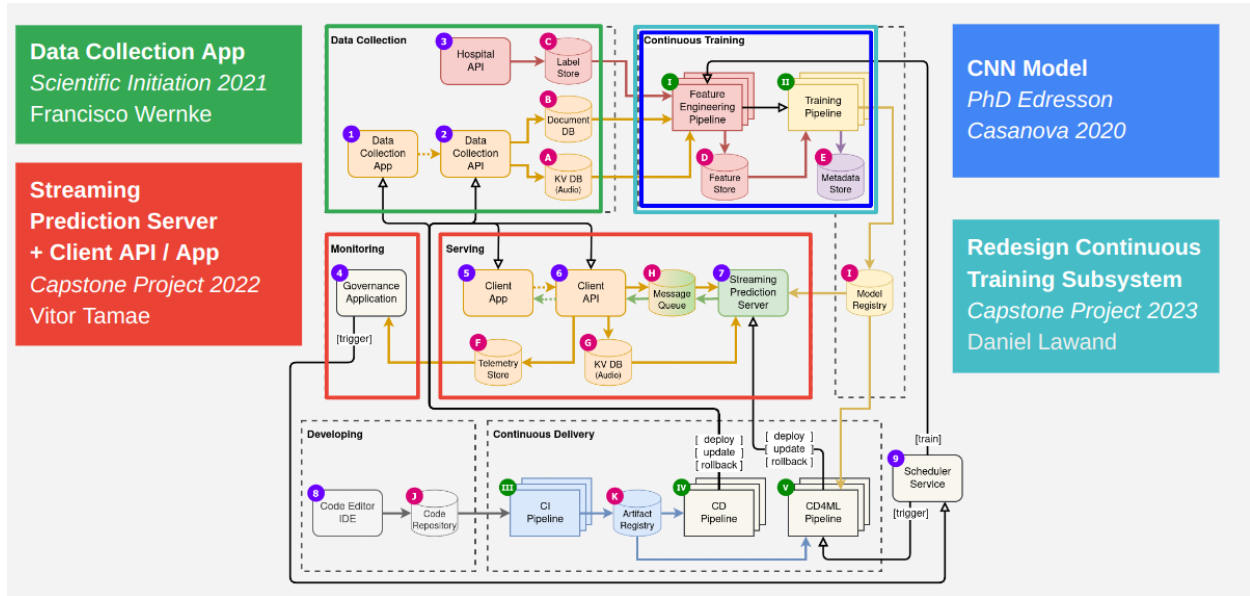 Data Collection App
Scientific Initiation 2021
Francisco Wernke
Streaming
Prediction Server
+ Client API / App
Capstone Project 2022
Vitor Tamae
CNN Model
PhD Edresson
Casanova 2020
Redesign Continuous
Training Subsystem
Capstone Project 2023
Daniel Lawand
Data Collection
3
Hospital
API
C
Label
Store
B
Document
DB
1
Data
Collection
App
2
Data
Collection
API
A
KV DB
(Audio)
Continuous Training
I
Feature
Engineering
Pipeline
II
Training
Pipeline
D
Feature
Store
E
Metadata
Store
Monitoring
4
Governance
Application
[trigger]
Serving
5
Client
App
6
Client
API
H
Message
Queue
7
Streaming
Prediction
Server
I
Model
Registry
F
Telemetry
Store
G
KV DB
(Audio)
Developing
8
Code Editor
IDE
J
Code
Repository
Continuous Delivery
III
CI
Pipeline
K
Artifact
Registry
[ deploy ]
[ update ]
[ rollback ]
IV
CD
Pipeline
[ deploy ]
[ update ]
[ rollback ]
V
CD4ML
Pipeline
[train]
9
Scheduler
Service
[trigger]